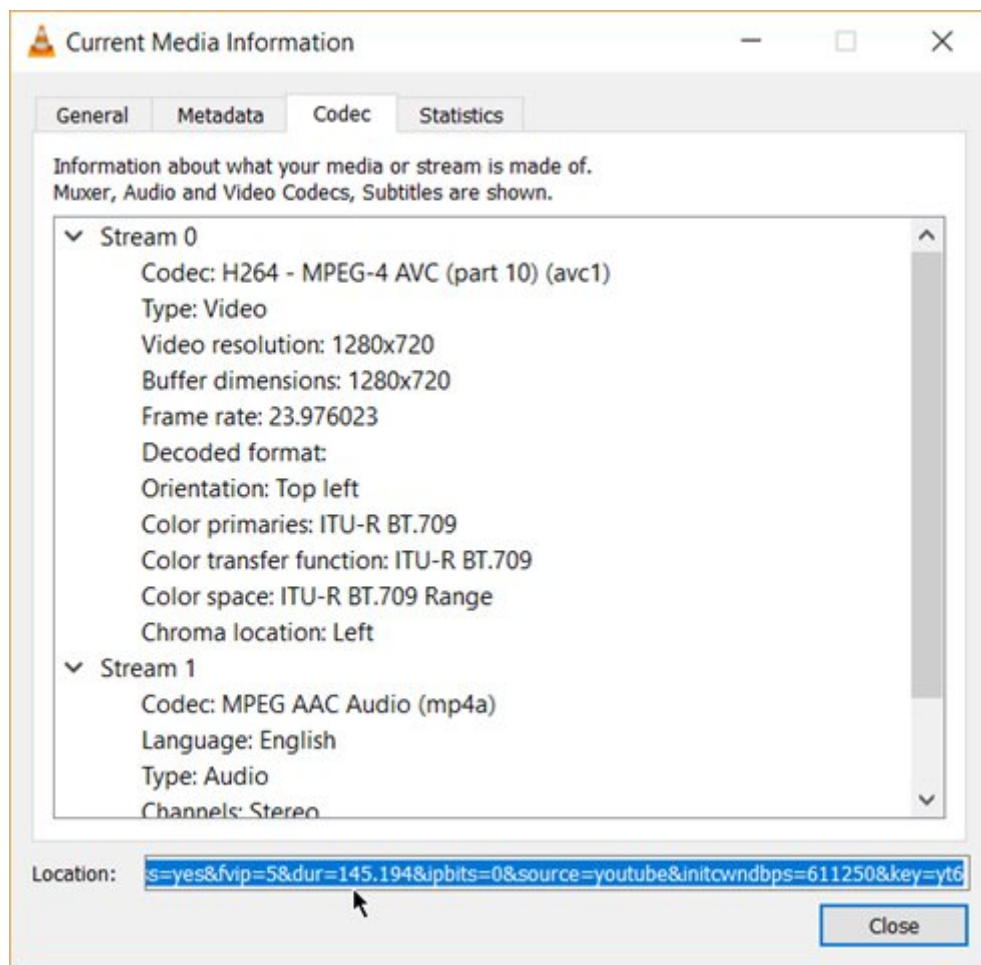 Current Media Information
General Metadata Codec Statistics
Information about what your media or stream is made of.
Muxer, Audio and Video Codecs, Subtitles are shown.
Stream 0
Codec: H264 - MPEG-4 AVC (part 10) (avc1)
Type: Video
Video resolution: 1280x720
Buffer dimensions: 1280x720
Frame rate: 23.976023
Decoded format:
Orientation: Top left
Color primaries: ITU-R BT.709
Color transfer function: ITU-R BT.709
Color space: ITU-R BT.709 Range
Chroma location: Left
Stream 1
Codec: MPEG AAC Audio (mp4a)
Language: English
Type: Audio
Channels: Stereo
Location: s=yes&fvip=5&dur=145.194&ipbits=0&source=youtube&initcwndbps=611250&key=yt6
Close